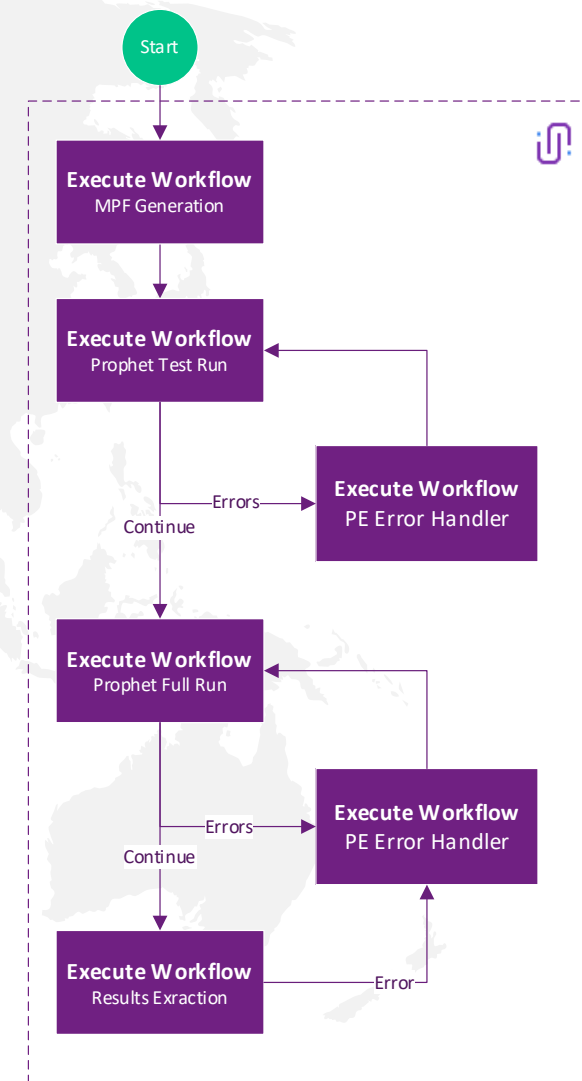 Start
Execute Workflow
MPF Generation
Execute Workflow
Prophet Test Run
Errors
Execute Workflow
PE Error Handler
Continue
Execute Workflow
Prophet Full Run
Errors
Execute Workflow
PE Error Handler
Continue
Execute Workflow
Results Exraction
Error